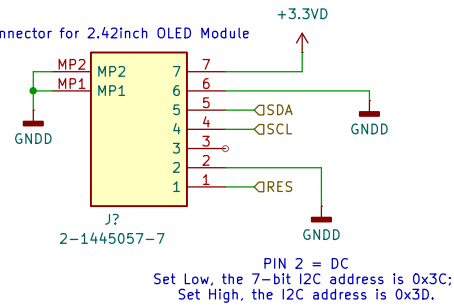 +3.3VD
nnector for 2.42inch OLED Module
MP2 MP2 7 7
MP1 MP1 6 6
5 5 SDA
4 4 SCL
3 3
2 2
1 1 RES
GNDD
GNDD
GNDD
J?
2-1445057-7
PIN 2 = DC
Set Low, the 7-bit I2C address is 0x3C;
Set High, the I2C address is 0x3D.